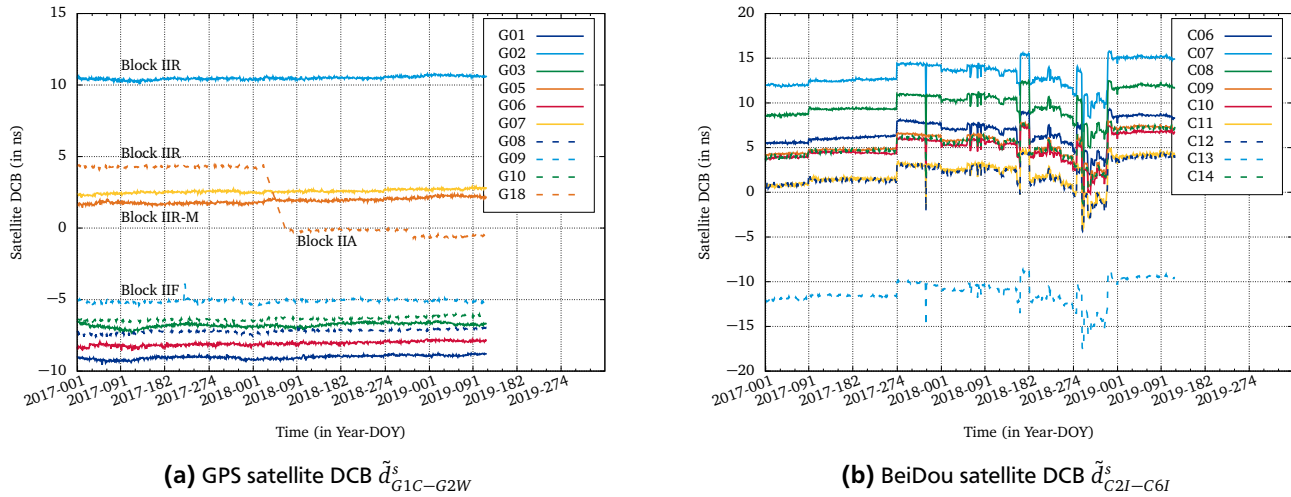 15
10
5
0
−5
−10
Satellite DCB (in ns)
2017-001
2017-091
2017-182
2017-274
2018-001
2018-091
2018-182
2018-274
2019-001
2019-091
2019-182
2019-274
Time (in Year-DOY)
Block IIR
Block IIR
Block IIR-M
Block IIA
Block IIF
G01
G02
G03
G05
G06
G07
G08
G09
G10
G18
(a) GPS satellite DCB d̃ˢ_G1C−G2W
20
15
10
5
0
−5
−10
−15
−20
Satellite DCB (in ns)
2017-001
2017-091
2017-182
2017-274
2018-001
2018-091
2018-182
2018-274
2019-001
2019-091
2019-182
2019-274
Time (in Year-DOY)
C06
C07
C08
C09
C10
C11
C12
C13
C14
(b) BeiDou satellite DCB d̃ˢ_C2I−C6I